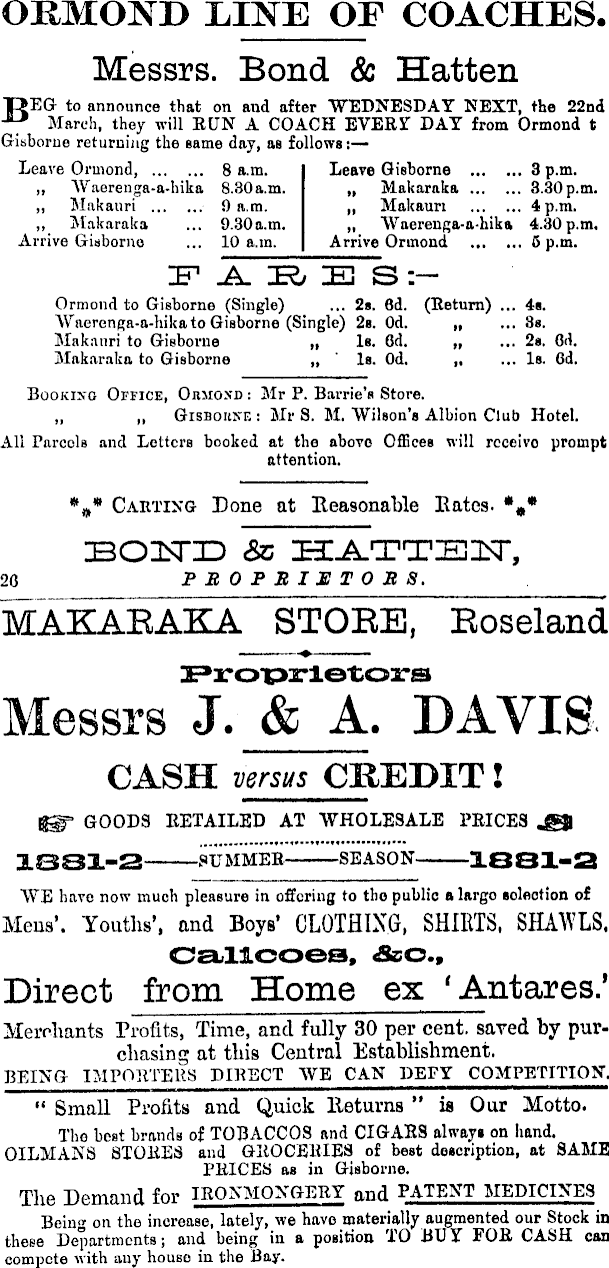 ORMOND LINE OF COACHES.
Messrs. Bond & Hatten
BEG to announce that on and after WEDNESDAY NEXT, the 22nd
March, they will RUN A COACH EVERY DAY from Ormond t
Gisborne returning the same day, as follows:—
Leave Ormond, ... ... 8 a.m.
„ Waerenga-a-hika 8.30 a.m.
„ Makauri ... ... 9 a.m.
„ Makaraka ... 9.30 a.m.
Arrive Gisborne ... 10 a.m.
Leave Gisborne ... ... 3 p.m.
„ Makaraka ... ... 3.30 p.m.
„ Makauri ... ... 4 p.m.
„ Waerenga-a-hika 4.30 p.m.
Arrive Ormond ... ... 5 p.m.
FARES:—
Ormond to Gisborne (Single) ... 2s. 6d. (Return) ... 4s.
Waerenga-a-hika to Gisborne (Single) 2s. 0d. „ ... 3s.
Makauri to Gisborne „ 1s. 6d. „ ... 2s. 6d.
Makaraka to Gisborne „ 1s. 0d. „ ... 1s. 6d.
BOOKING OFFICE, ORMOND: Mr P. Barrie's Store.
„ „ GISBORNE: Mr S. M. Wilson's Albion Club Hotel.
All Parcels and Letters booked at the above Offices will receive prompt
attention.
*** CARTING Done at Reasonable Rates. ***
BOND & HATTEN,
26 PROPRIETORS.
MAKARAKA STORE, Roseland
Proprietors
Messrs J. & A. DAVIS.
CASH versus CREDIT!
☞ GOODS RETAILED AT WHOLESALE PRICES ☜
1881-2——SUMMER——SEASON——1881-2
WE have now much pleasure in offering to the public a large selection of
Mens'. Youths', and Boys' CLOTHING, SHIRTS, SHAWLS,
Calicoes, &c.,
Direct from Home ex 'Antares.'
Merchants Profits, Time, and fully 30 per cent. saved by pur-
chasing at this Central Establishment.
BEING IMPORTERS DIRECT WE CAN DEFY COMPETITION.
"Small Profits and Quick Returns" is Our Motto.
The best brands of TOBACCOS and CIGARS always on hand.
OILMANS STORES and GROCERIES of best description, at SAME
PRICES as in Gisborne.
The Demand for IRONMONGERY and PATENT MEDICINES
Being on the increase, lately, we have materially augmented our Stock in
these Departments; and being in a position TO BUY FOR CASH can
compete with any house in the Bay.